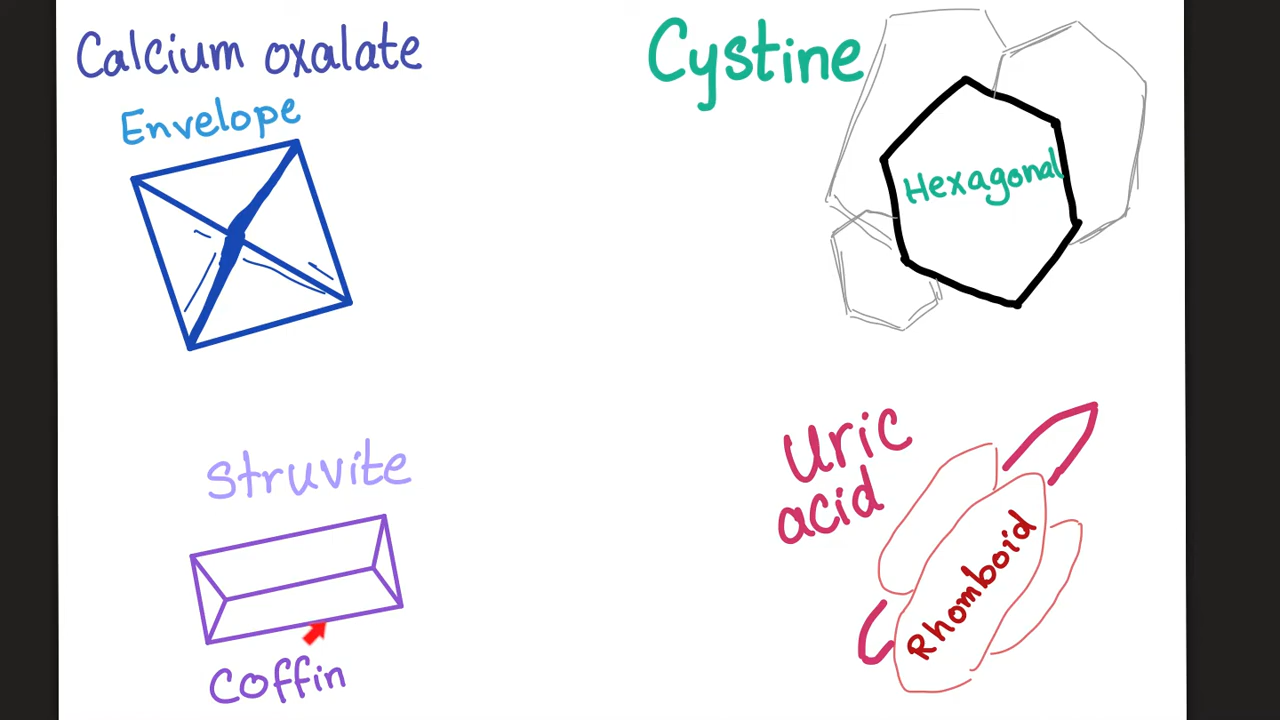 Calcium oxalate
Envelope
Cystine
Hexagonal
Struvite
Coffin
Uric
acid
Rhomboid